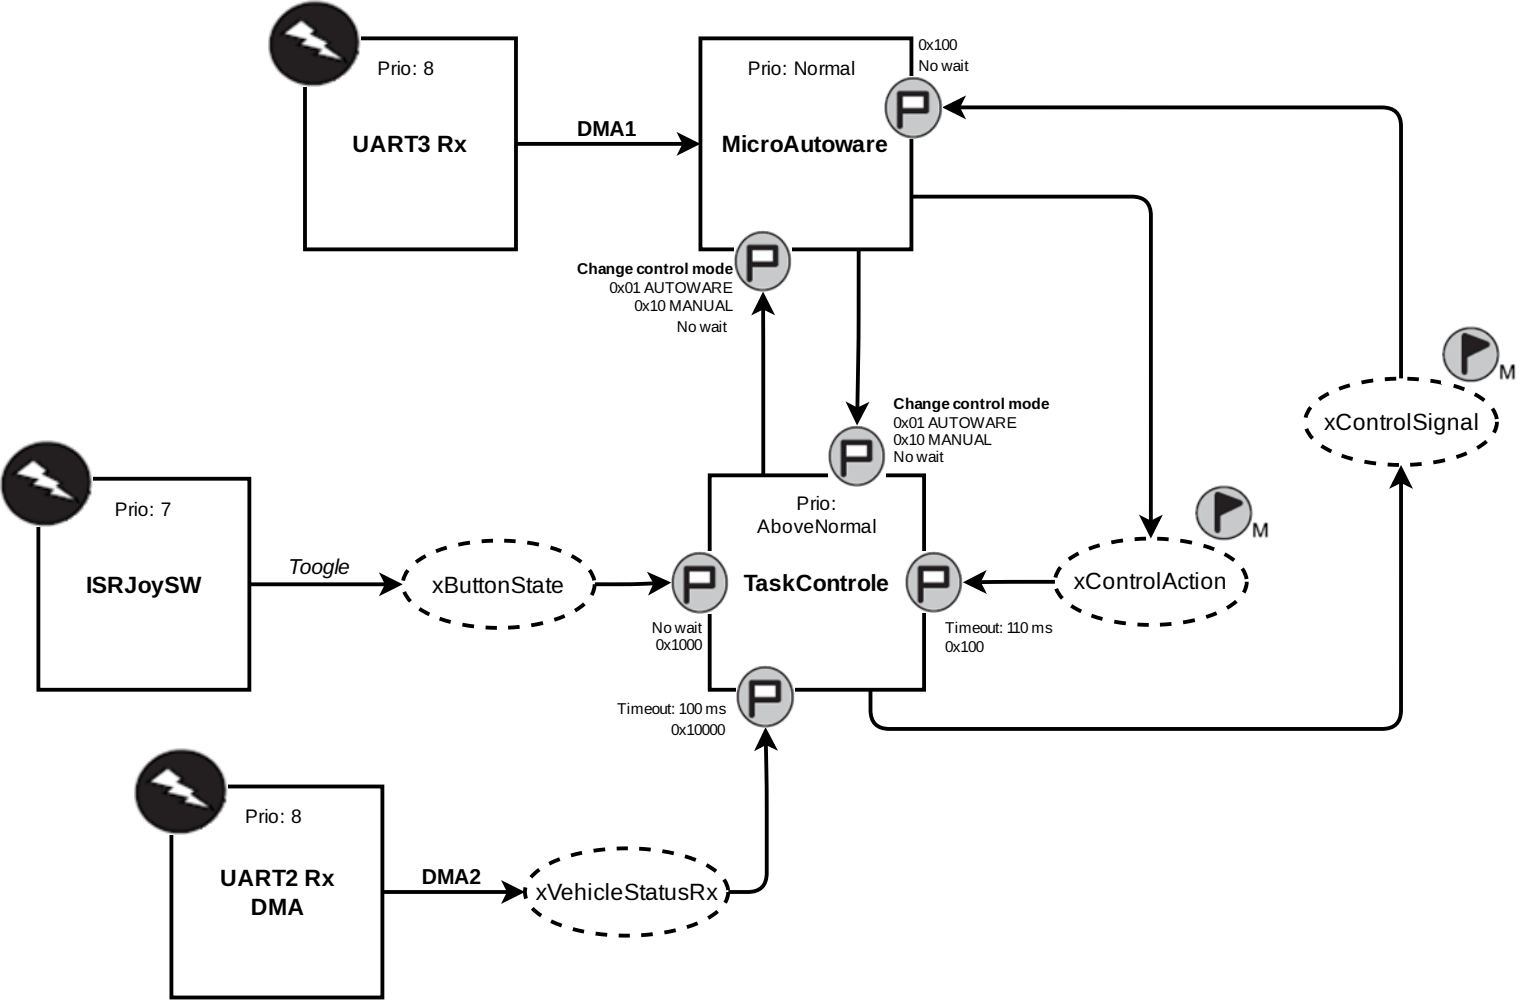 Prio: 8
UART3 Rx
DMA1
Prio: Normal
MicroAutoware
0x100
No wait
Change control mode
0x01 AUTOWARE
0x10 MANUAL
No wait
Change control mode
0x01 AUTOWARE
0x10 MANUAL
No wait
xControlSignal
M
Prio: 7
ISRJoySW
Toogle
xButtonState
Prio:
AboveNormal
TaskControle
No wait
0x1000
xControlAction
M
Timeout: 110 ms
0x100
Timeout: 100 ms
0x10000
Prio: 8
UART2 Rx
DMA
DMA2
xVehicleStatusRx